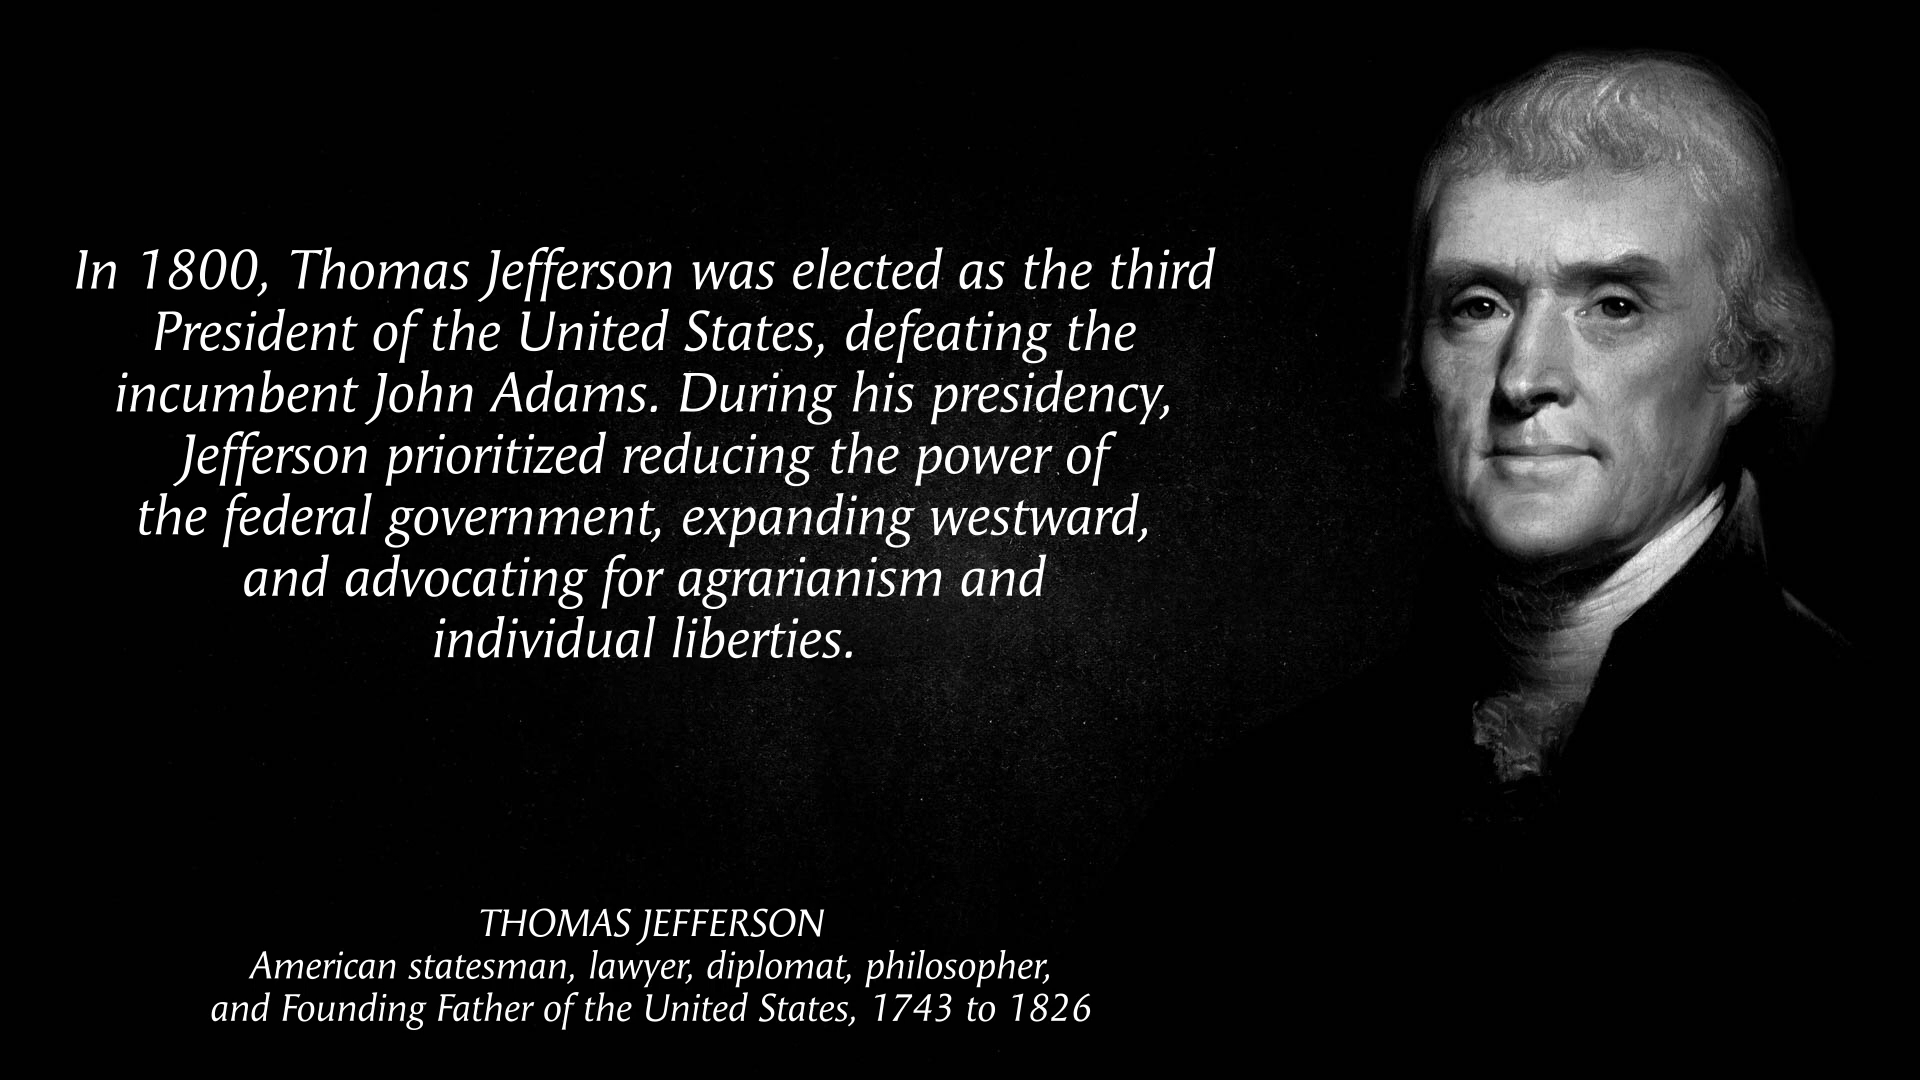 In 1800, Thomas Jefferson was elected as the third
President of the United States, defeating the
incumbent John Adams. During his presidency,
Jefferson prioritized reducing the power of
the federal government, expanding westward,
and advocating for agrarianism and
individual liberties.
THOMAS JEFFERSON
American statesman, lawyer, diplomat, philosopher,
and Founding Father of the United States, 1743 to 1826